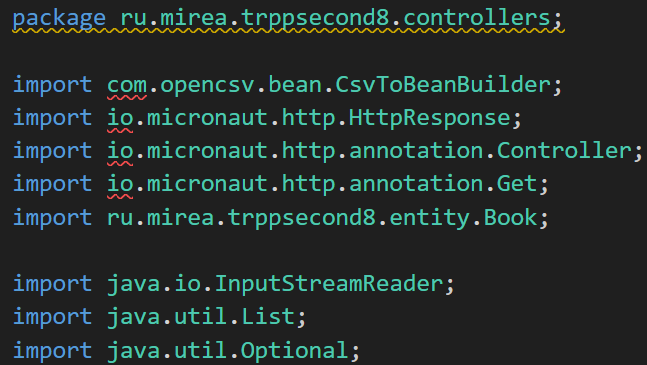 package ru.mirea.trppsecond8.controllers;
import com.opencsv.bean.CsvToBeanBuilder;
import io.micronaut.http.HttpResponse;
import io.micronaut.http.annotation.Controller;
import io.micronaut.http.annotation.Get;
import ru.mirea.trppsecond8.entity.Book;
import java.io.InputStreamReader;
import java.util.List;
import java.util.Optional;